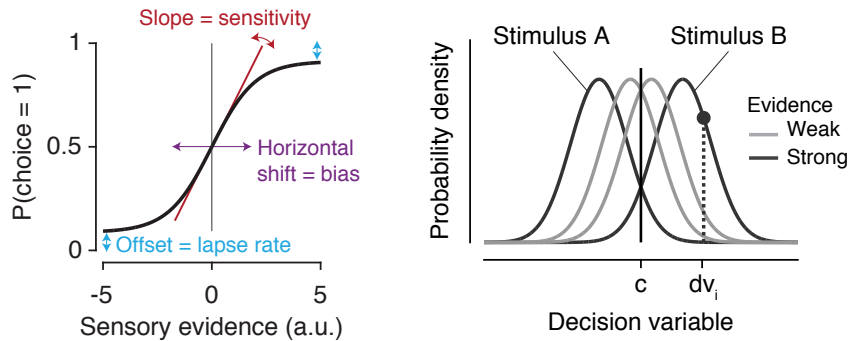 Slope = sensitivity
1
0.5
0
P(choice = 1)
Horizontal
shift = bias
Offset = lapse rate
-5
0
5
Sensory evidence (a.u.)
Stimulus A
Stimulus B
Probability density
Evidence
Weak
Strong
c
dvᵢ
Decision variable